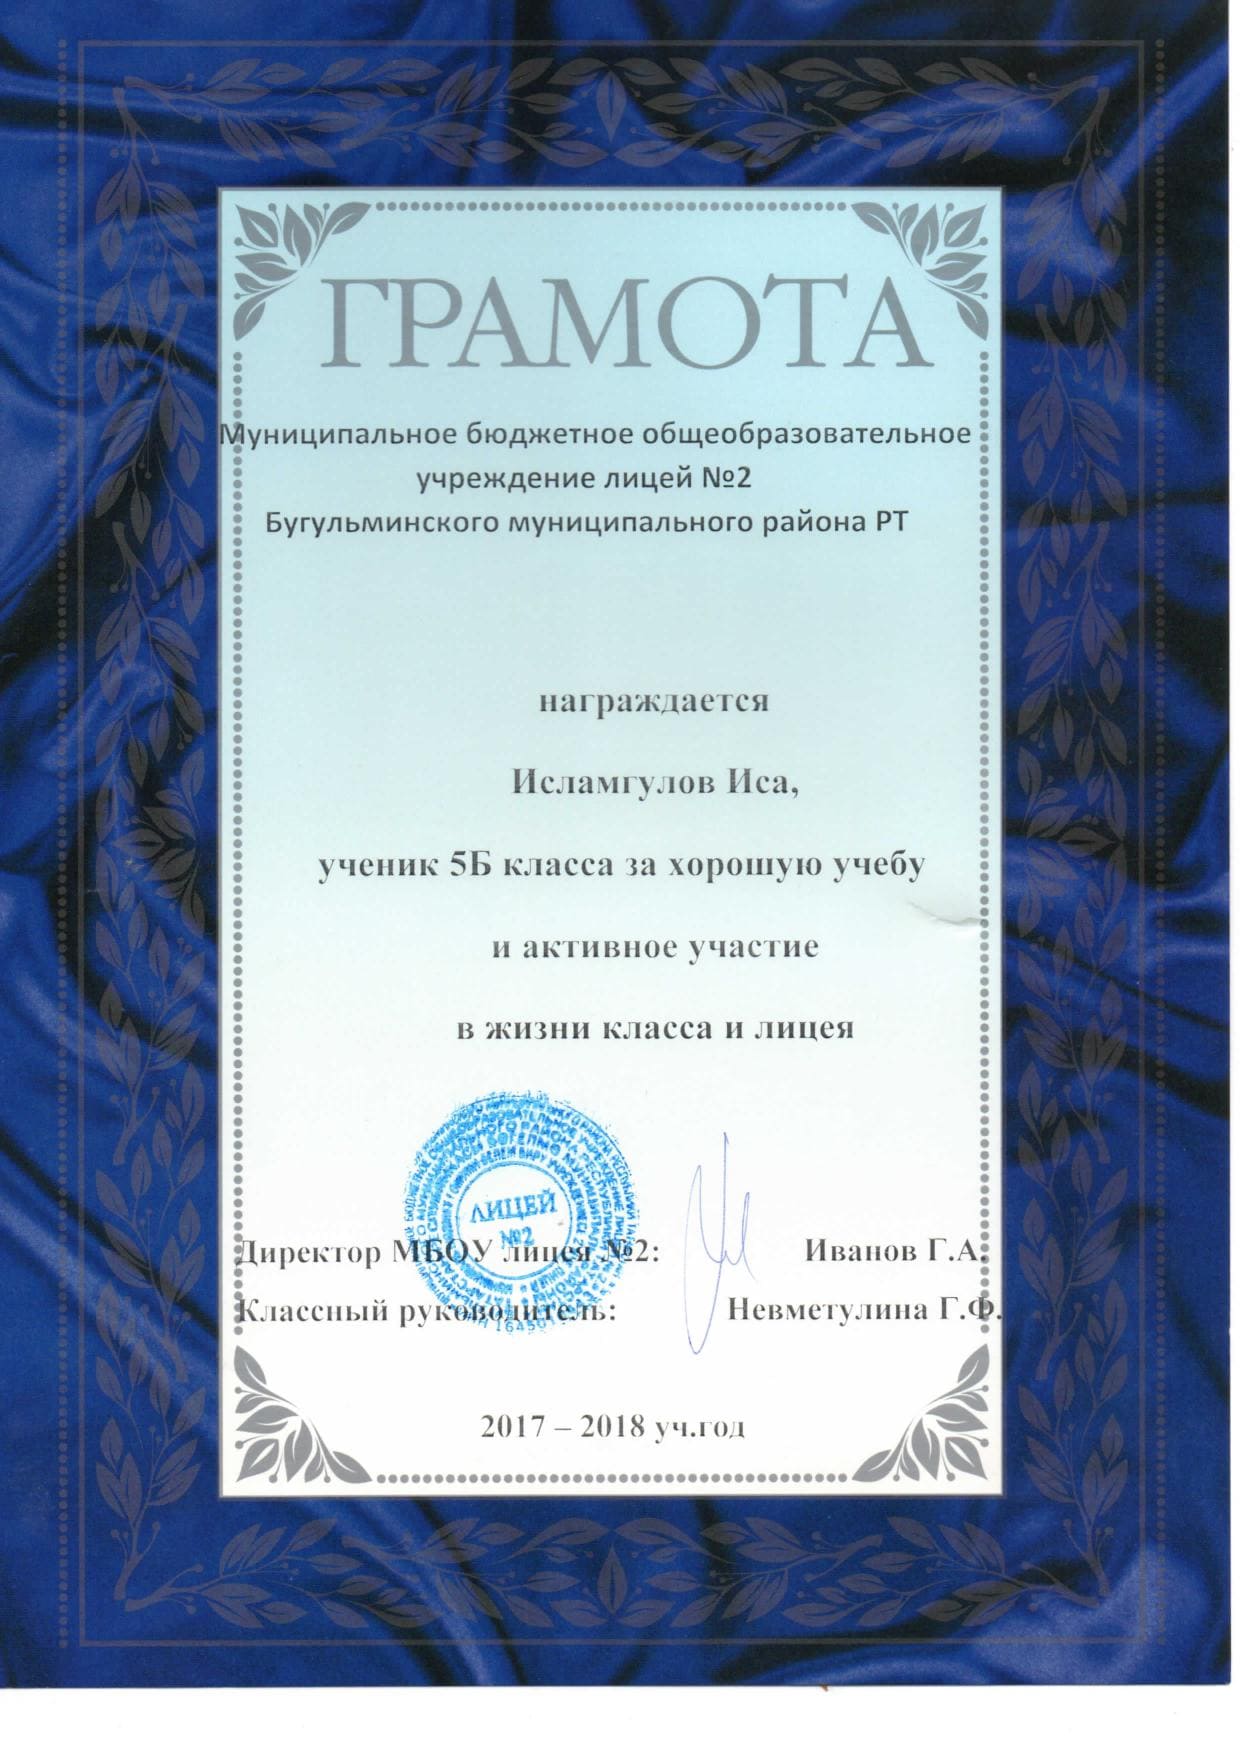 ГРАМОТА
Муниципальное бюджетное общеобразовательное
учреждение лицей №2
Бугульминского муниципального района РТ
награждается
Исламгулов Иса,
ученик 5Б класса за хорошую учебу
и активное участие
в жизни класса и лицея
ЛИЦЕЙ
№2
Директор МБОУ лицея №2: Иванов Г.А.
Классный руководитель: Невметулина Г.Ф.
2017 – 2018 уч.год